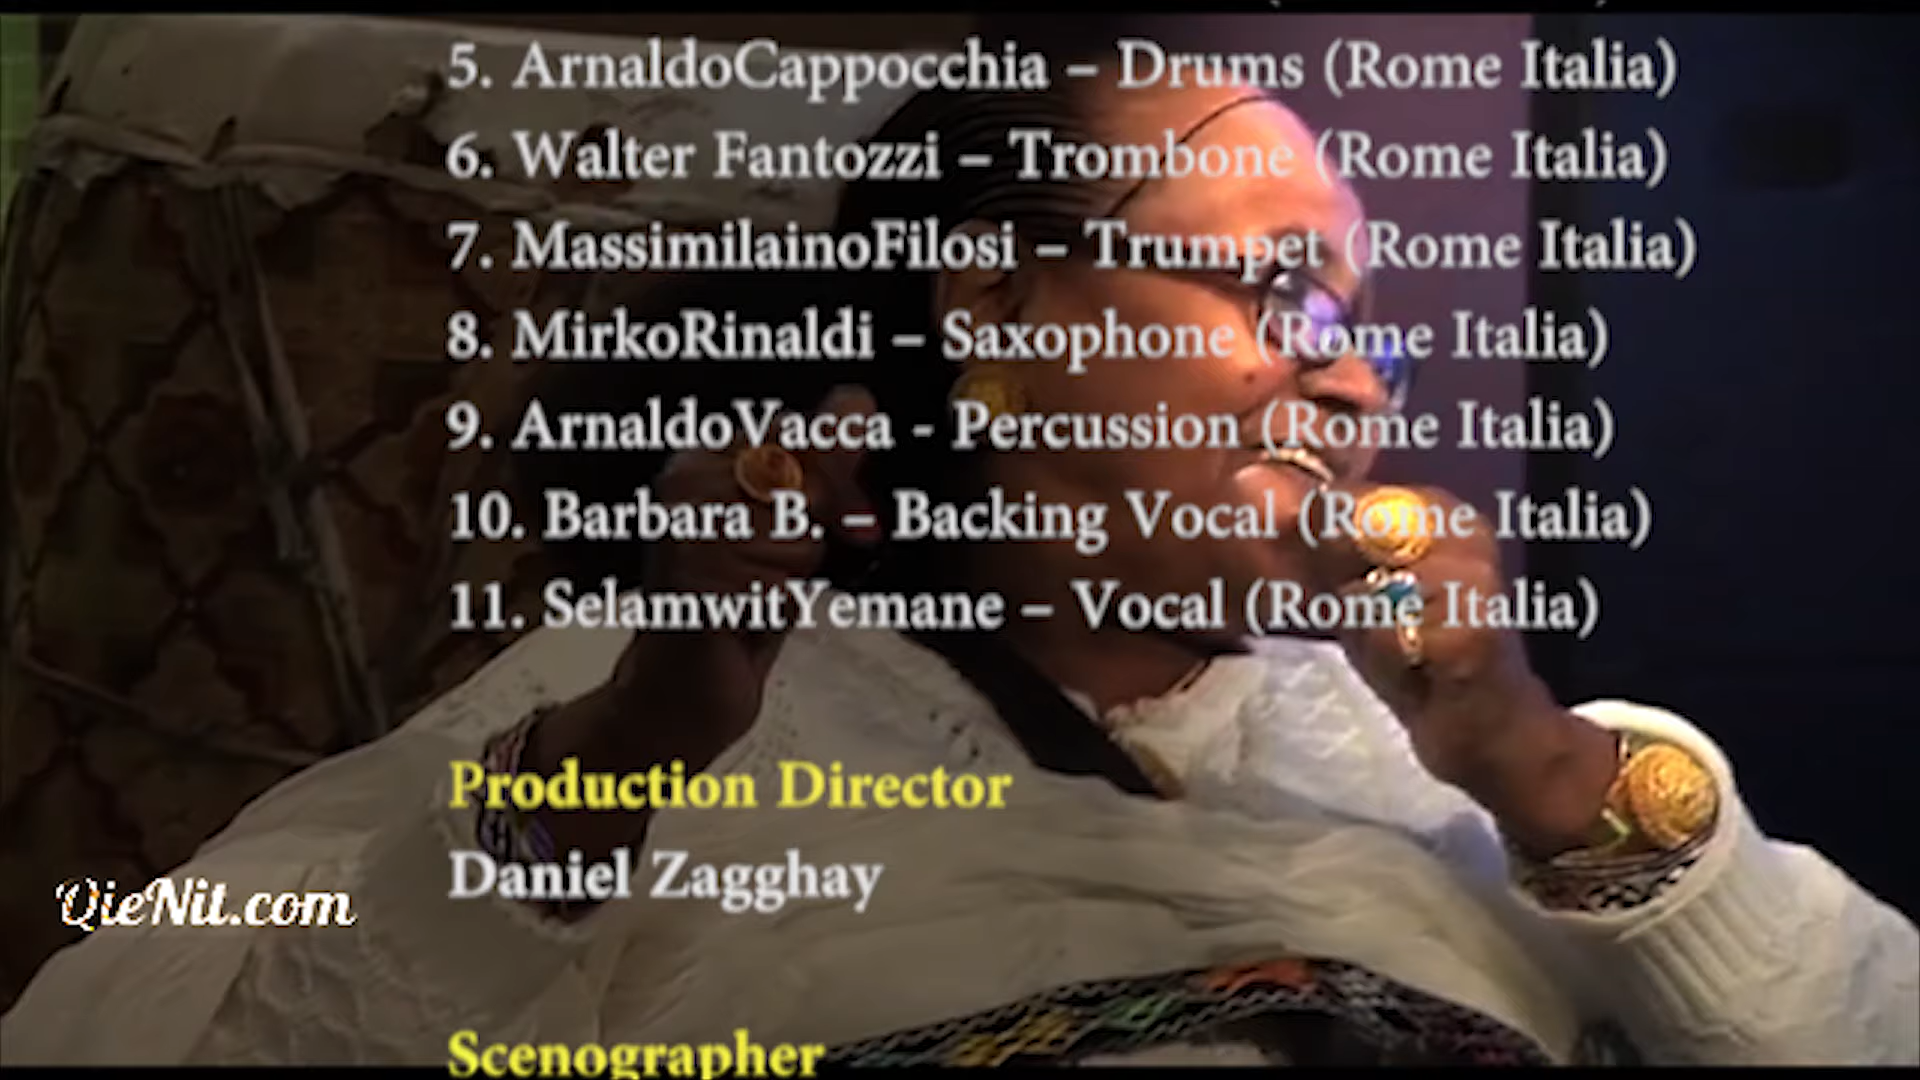 5. ArnaldoCappocchia – Drums (Rome Italia)
6. Walter Fantozzi – Trombone (Rome Italia)
7. MassimilainoFilosi – Trumpet (Rome Italia)
8. MirkoRinaldi – Saxophone (Rome Italia)
9. ArnaldoVacca - Percussion (Rome Italia)
10. Barbara B. – Backing Vocal (Rome Italia)
11. SelamwitYemane – Vocal (Rome Italia)
Production Director
Daniel Zagghay
QieNit.com
Scenographer